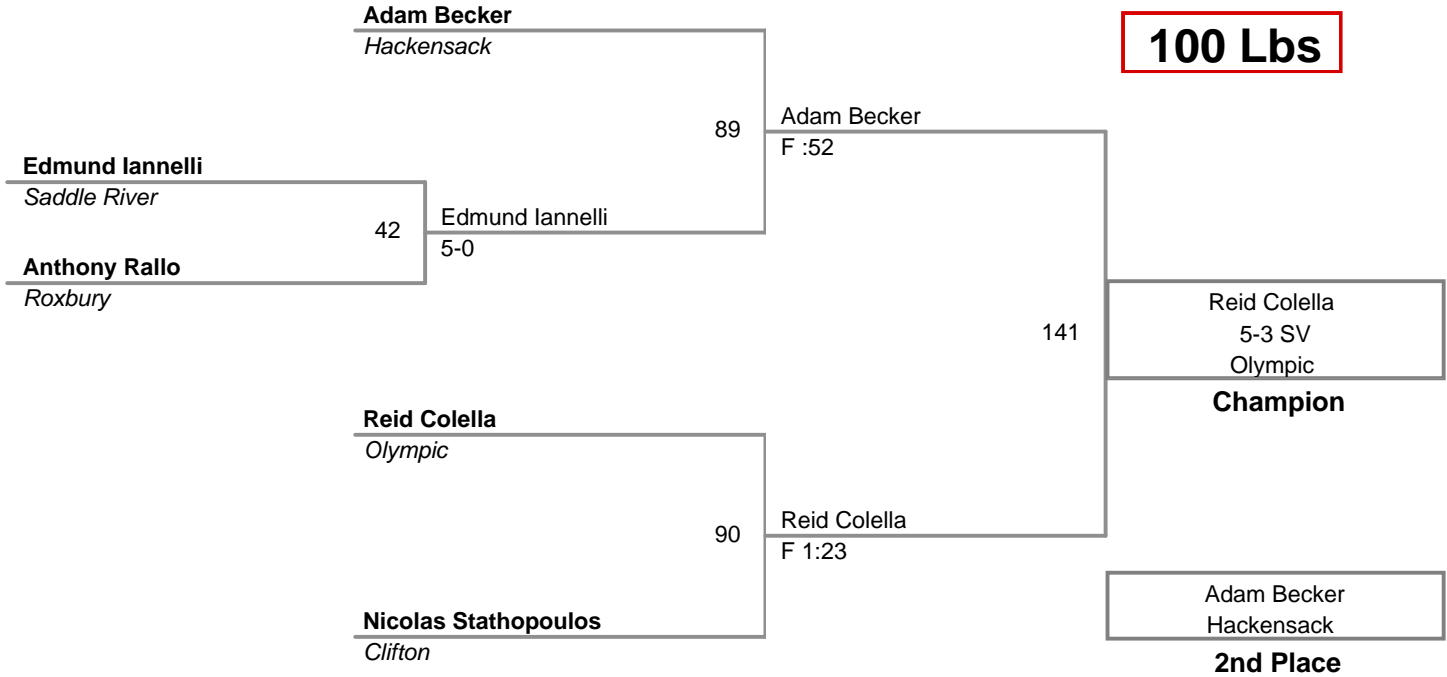 Adam Becker
Hackensack
100 Lbs
89
Adam Becker
F :52
Edmund Iannelli
Saddle River
42
Edmund Iannelli
5-0
Anthony Rallo
Roxbury
141
Reid Colella
5-3 SV
Olympic
Champion
Reid Colella
Olympic
90
Reid Colella
F 1:23
Nicolas Stathopoulos
Clifton
Adam Becker
Hackensack
2nd Place